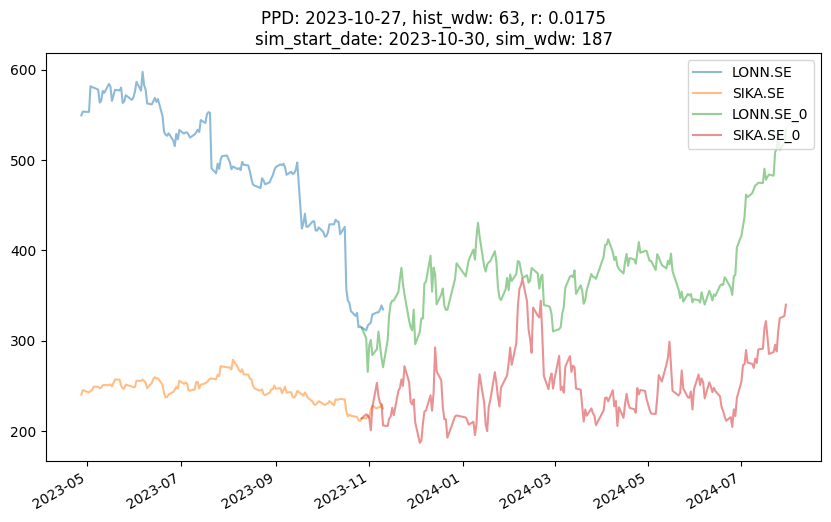 PPD: 2023-10-27, hist_wdw: 63, r: 0.0175
sim_start_date: 2023-10-30, sim_wdw: 187
LONN.SE
SIKA.SE
LONN.SE_0
SIKA.SE_0
600
500
400
300
200
2023-05
2023-07
2023-09
2023-11
2024-01
2024-03
2024-05
2024-07